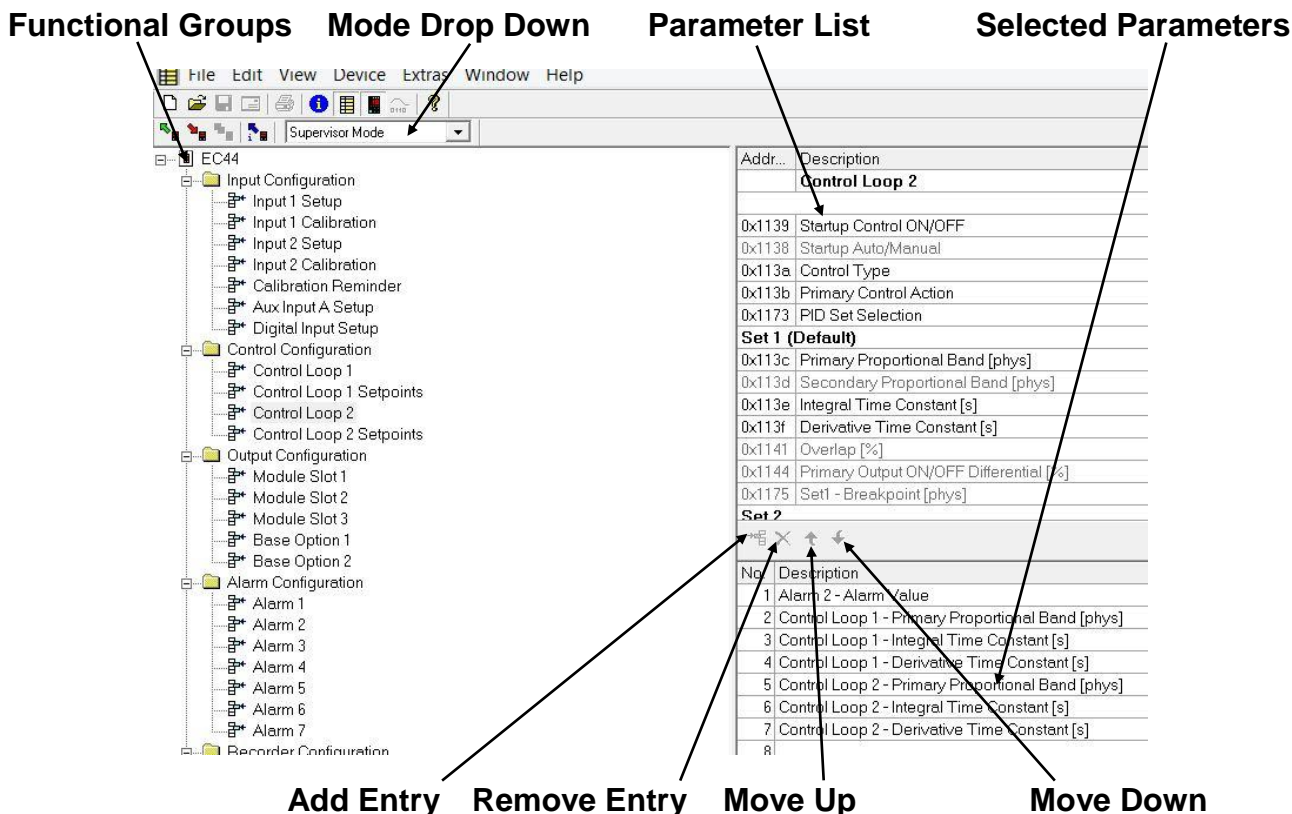 Functional Groups Mode Drop Down Parameter List Selected Parameters
File Edit View Device Extras Window Help
Supervisor Mode
EC44
Input Configuration
Input 1 Setup
Input 1 Calibration
Input 2 Setup
Input 2 Calibration
Calibration Reminder
Aux Input A Setup
Digital Input Setup
Control Configuration
Control Loop 1
Control Loop 1 Setpoints
Control Loop 2
Control Loop 2 Setpoints
Output Configuration
Module Slot 1
Module Slot 2
Module Slot 3
Base Option 1
Base Option 2
Alarm Configuration
Alarm 1
Alarm 2
Alarm 3
Alarm 4
Alarm 5
Alarm 6
Alarm 7
Recorder Configuration
Addr... Description
Control Loop 2
0x1139 Startup Control ON/OFF
0x1138 Startup Auto/Manual
0x113a Control Type
0x113b Primary Control Action
0x1173 PID Set Selection
Set 1 (Default)
0x113c Primary Proportional Band [phys]
0x113d Secondary Proportional Band [phys]
0x113e Integral Time Constant [s]
0x113f Derivative Time Constant [s]
0x1141 Overlap [%]
0x1144 Primary Output ON/OFF Differential [%]
0x1175 Set1 - Breakpoint [phys]
Set 2
No. Description
1 Alarm 2 - Alarm Value
2 Control Loop 1 - Primary Proportional Band [phys]
3 Control Loop 1 - Integral Time Constant [s]
4 Control Loop 1 - Derivative Time Constant [s]
5 Control Loop 2 - Primary Proportional Band [phys]
6 Control Loop 2 - Integral Time Constant [s]
7 Control Loop 2 - Derivative Time Constant [s]
8
Add Entry Remove Entry Move Up Move Down